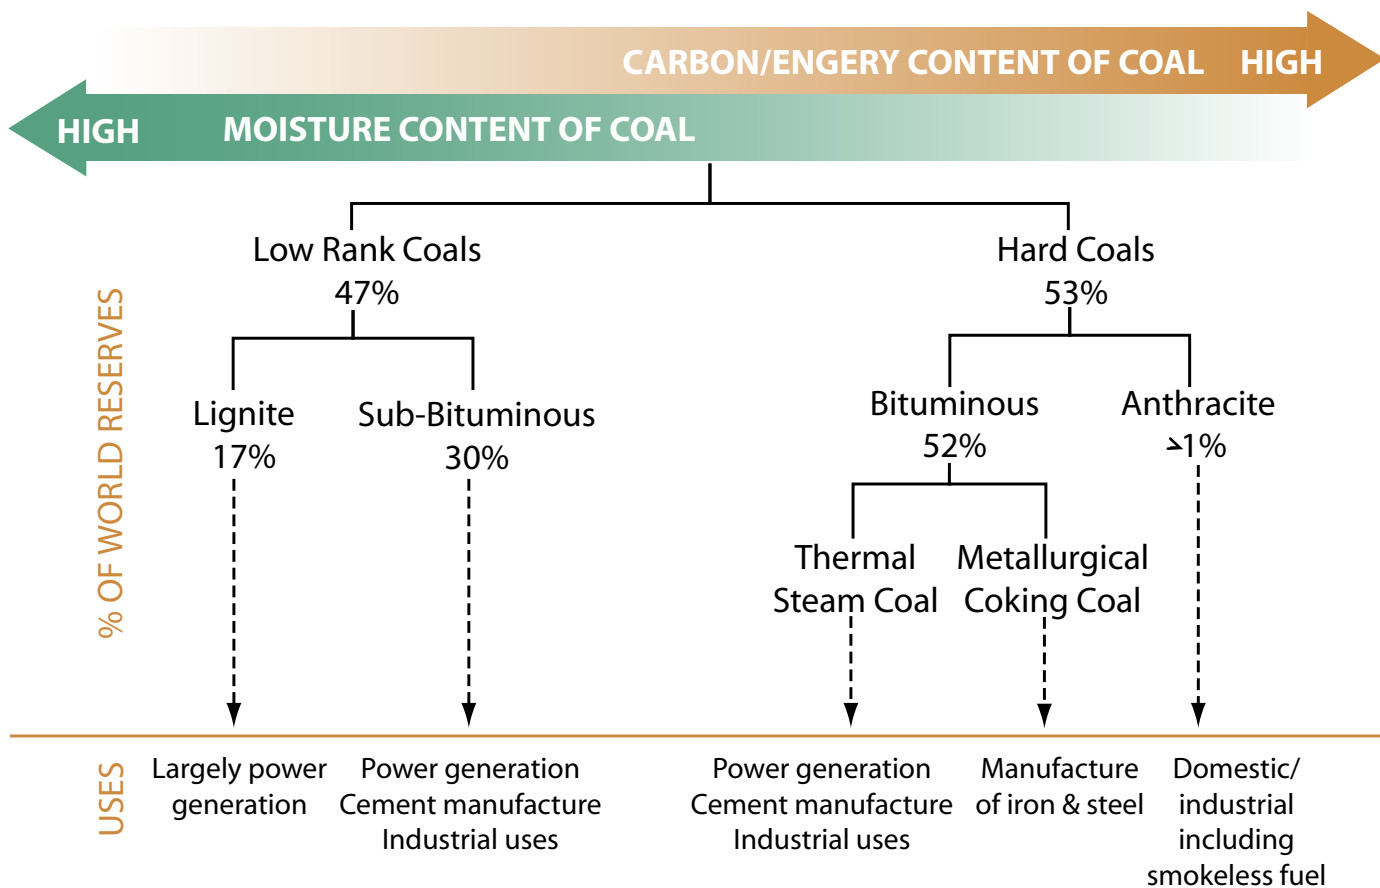 CARBON/ENGERY CONTENT OF COAL HIGH
HIGH MOISTURE CONTENT OF COAL
Low Rank Coals
47%
Hard Coals
53%
% OF WORLD RESERVES
Lignite
17%
Sub-Bituminous
30%
Bituminous
52%
Anthracite
>1%
Thermal
Steam Coal
Metallurgical
Coking Coal
USES
Largely power
generation
Power generation
Cement manufacture
Industrial uses
Power generation
Cement manufacture
Industrial uses
Manufacture
of iron & steel
Domestic/
industrial
including
smokeless fuel